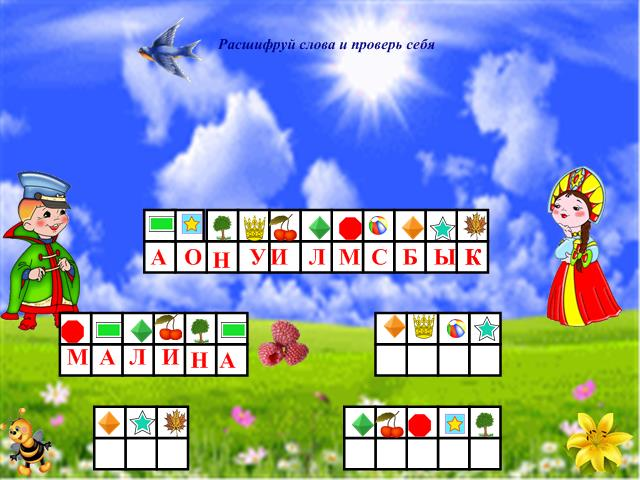 Расшифруй слова и проверь себя
А О Н У И Л М С Б Ы К
М А Л И Н А